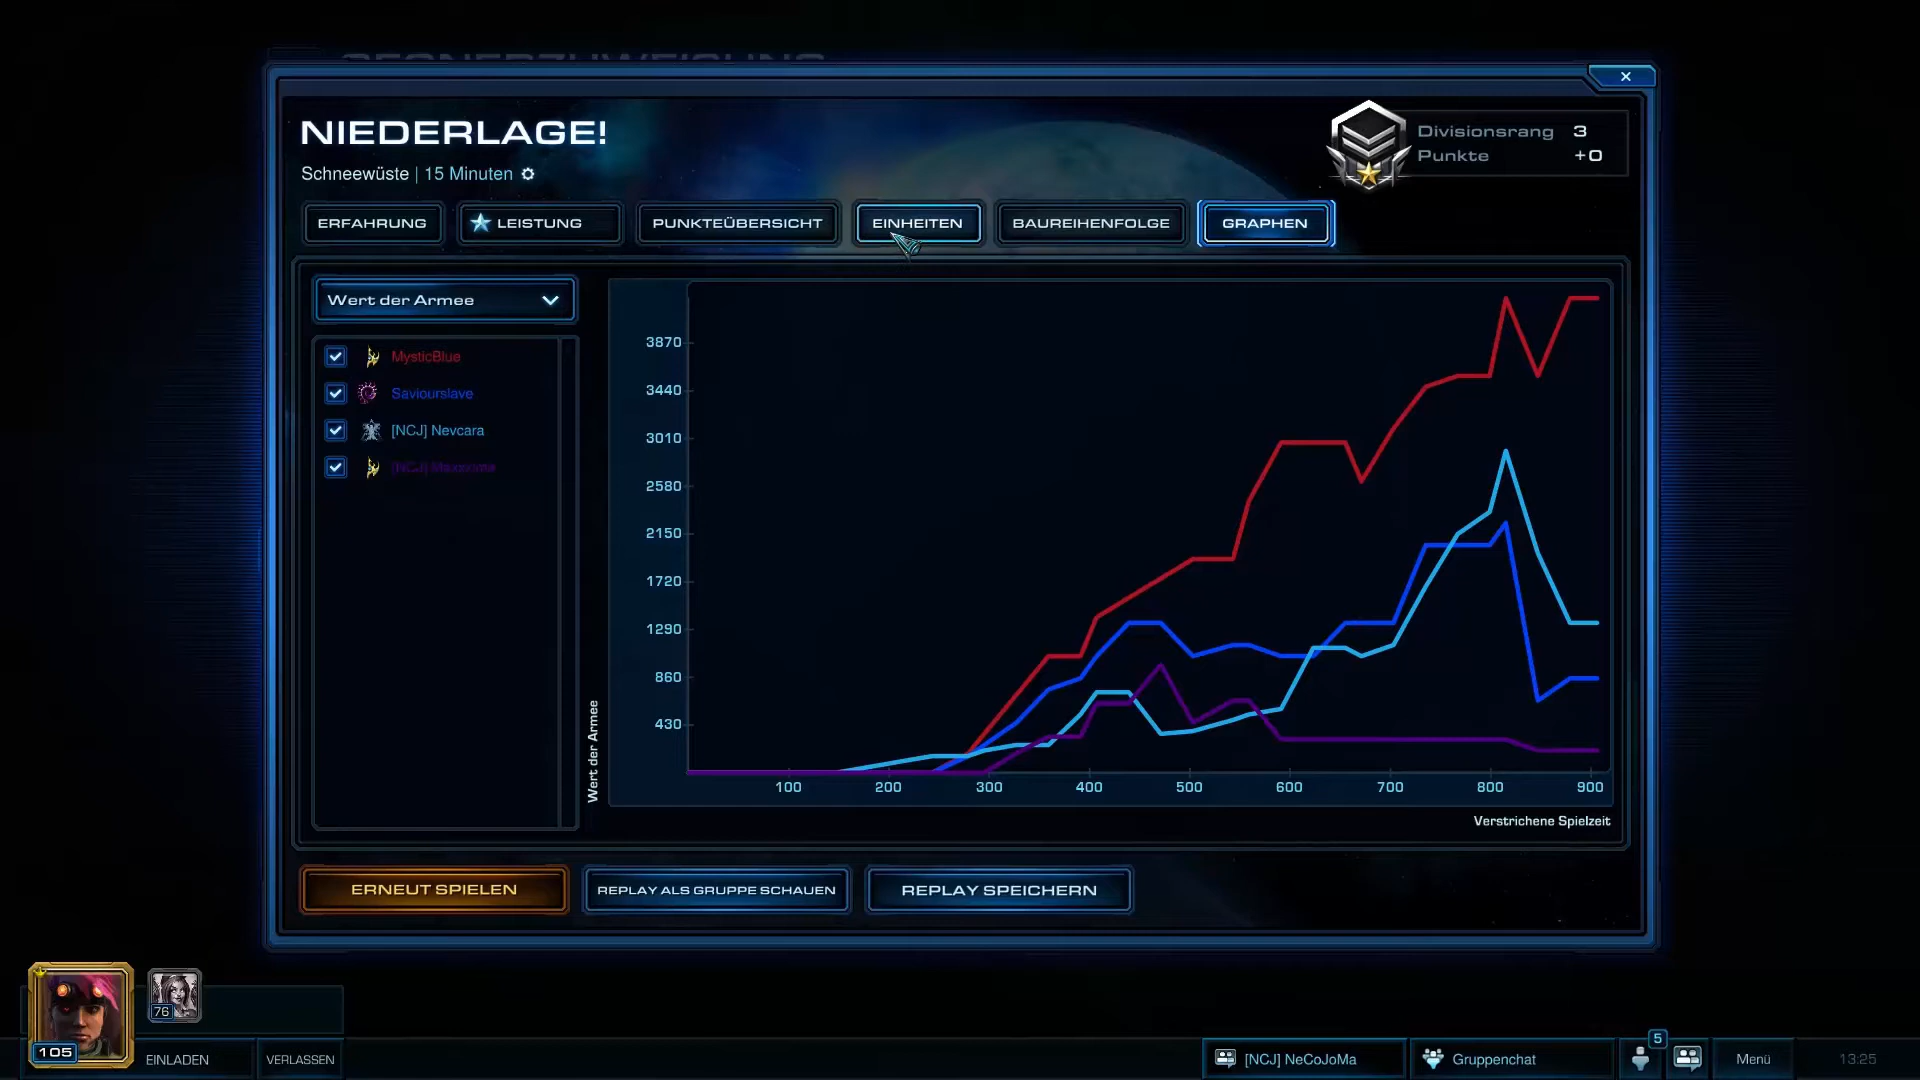 NIEDERLAGE!
Schneewüste | 15 Minuten
Divisionsrang 3
Punkte +0
ERFAHRUNG
LEISTUNG
PUNKTEÜBERSICHT
EINHEITEN
BAUREIHENFOLGE
GRAPHEN
Wert der Armee
MysticBlue
Saviourslave
[NCJ] Nevcara
[NCJ]
3870
3440
3010
2580
2150
1720
1290
860
430
Wert der Armee
100 200 300 400 500 600 700 800 900
Verstrichene Spielzeit
ERNEUT SPIELEN
REPLAY ALS GRUPPE SCHAUEN
REPLAY SPEICHERN
105
76
EINLADEN
VERLASSEN
[NCJ] NeCoJoMa
Gruppenchat
5
Menü
13:25